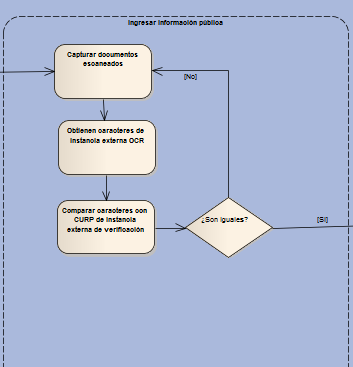 Ingresar información pública
Capturar documentos
escaneados
[No]
Obtienen caracteres de
instancia externa OCR
Comparar caracteres con
CURP de instancia
externa de verificación
¿Son iguales?
[Si]